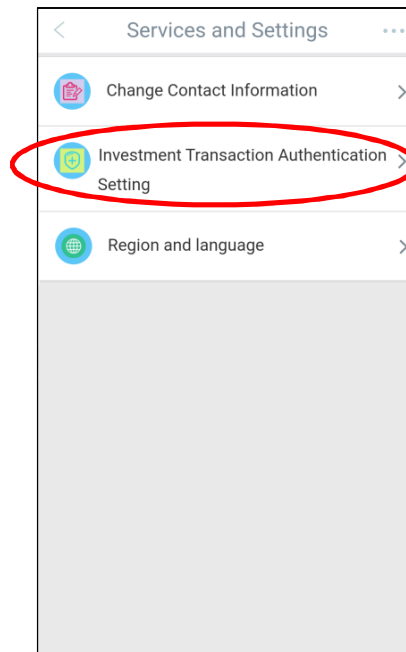 Services and Settings
Change Contact Information
Investment Transaction Authentication
Setting
Region and language